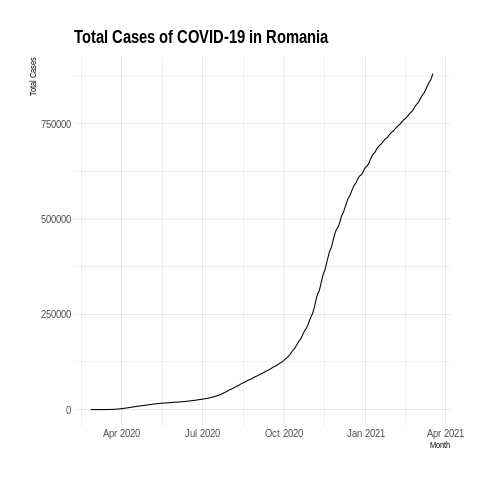 Total Cases of COVID-19 in Romania
Total Cases
750000
500000
250000
0
Apr 2020 Jul 2020 Oct 2020 Jan 2021 Apr 2021
Month